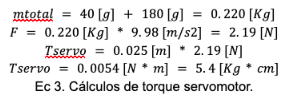 mtotal = 40 [g] + 180 [g] = 0.220 [Kg]
F = 0.220 [Kg] * 9.98 [m/s2] = 2.19 [N]
Tservo = 0.025 [m] * 2.19 [N]
Tservo = 0.0054 [N * m] = 5.4 [Kg * cm]
Ec 3. Cálculos de torque servomotor.